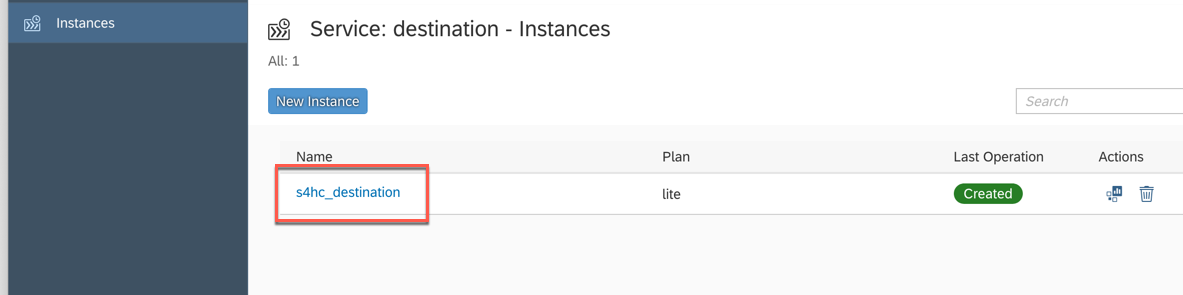 Instances
Service: destination - Instances
All: 1
New Instance
Search
Name Plan Last Operation Actions
s4hc_destination lite Created